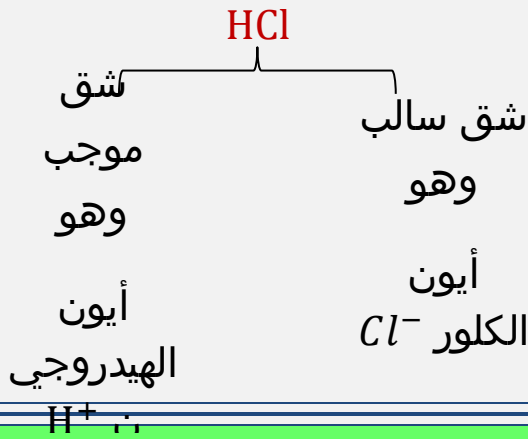 HCl
شق سالب
وهو
أيون
الكلور Cl⁻
شق
موجب
وهو
أيون
الهيدروجي
ن H⁺